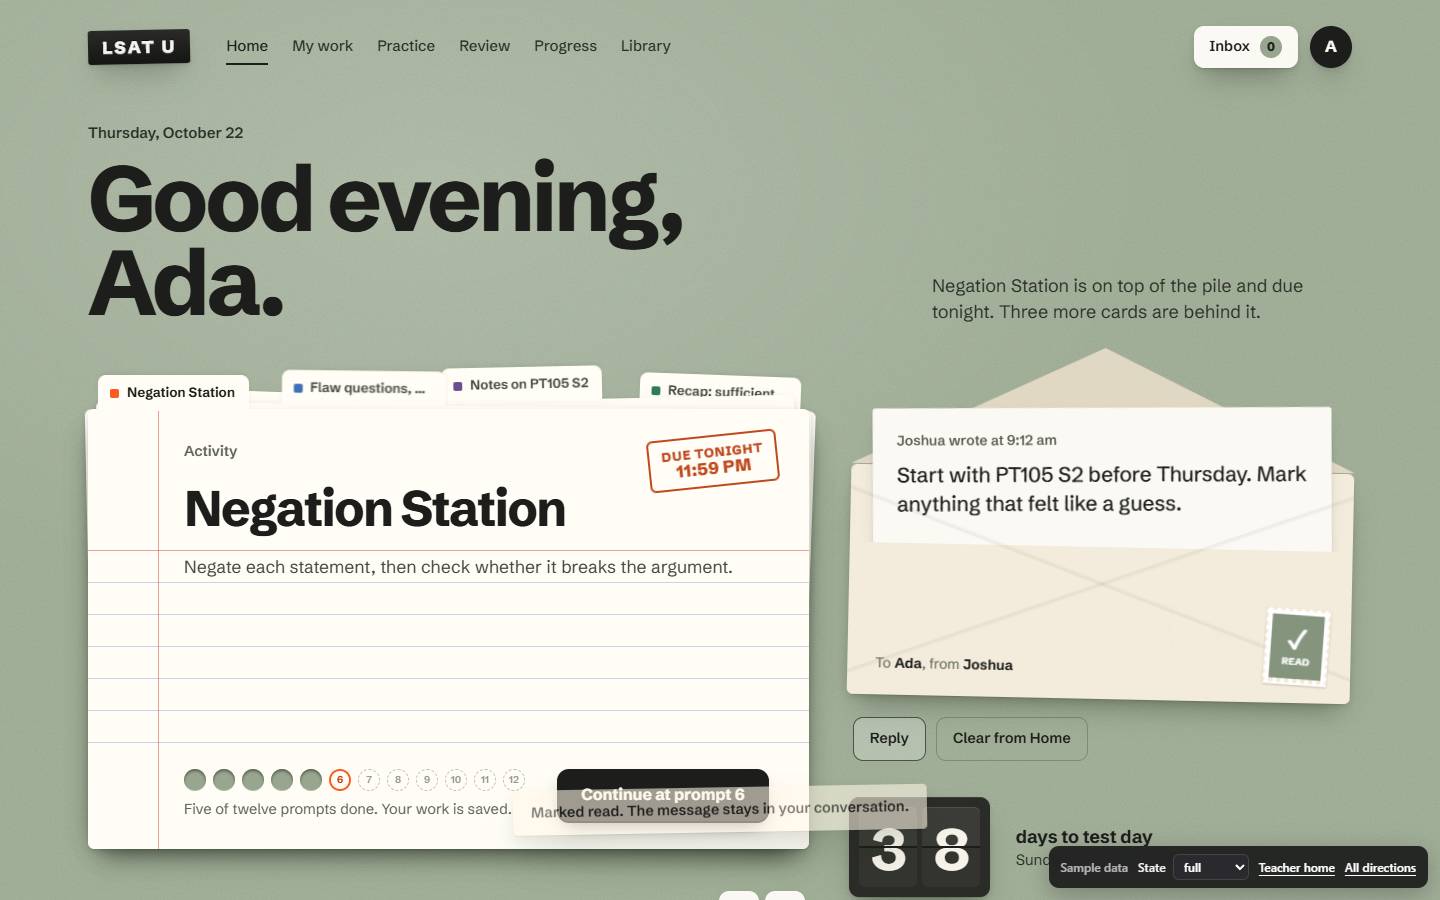 LSAT U
Home
My work
Practice
Review
Progress
Library
Inbox 0
A
Thursday, October 22
Good evening,
Ada.
Negation Station is on top of the pile and due
tonight. Three more cards are behind it.
Negation Station
Flaw questions, ...
Notes on PT105 S2
Recap: sufficient
Activity
DUE TONIGHT
11:59 PM
Negation Station
Negate each statement, then check whether it breaks the argument.
6 7 8 9 10 11 12
Five of twelve prompts done. Your work is saved.
Continue at prompt 6
Joshua wrote at 9:12 am
Start with PT105 S2 before Thursday. Mark
anything that felt like a guess.
To Ada, from Joshua
✓
READ
Reply
Clear from Home
Marked read. The message stays in your conversation.
38
days to test day
Sund
Sample data State full Teacher home All directions